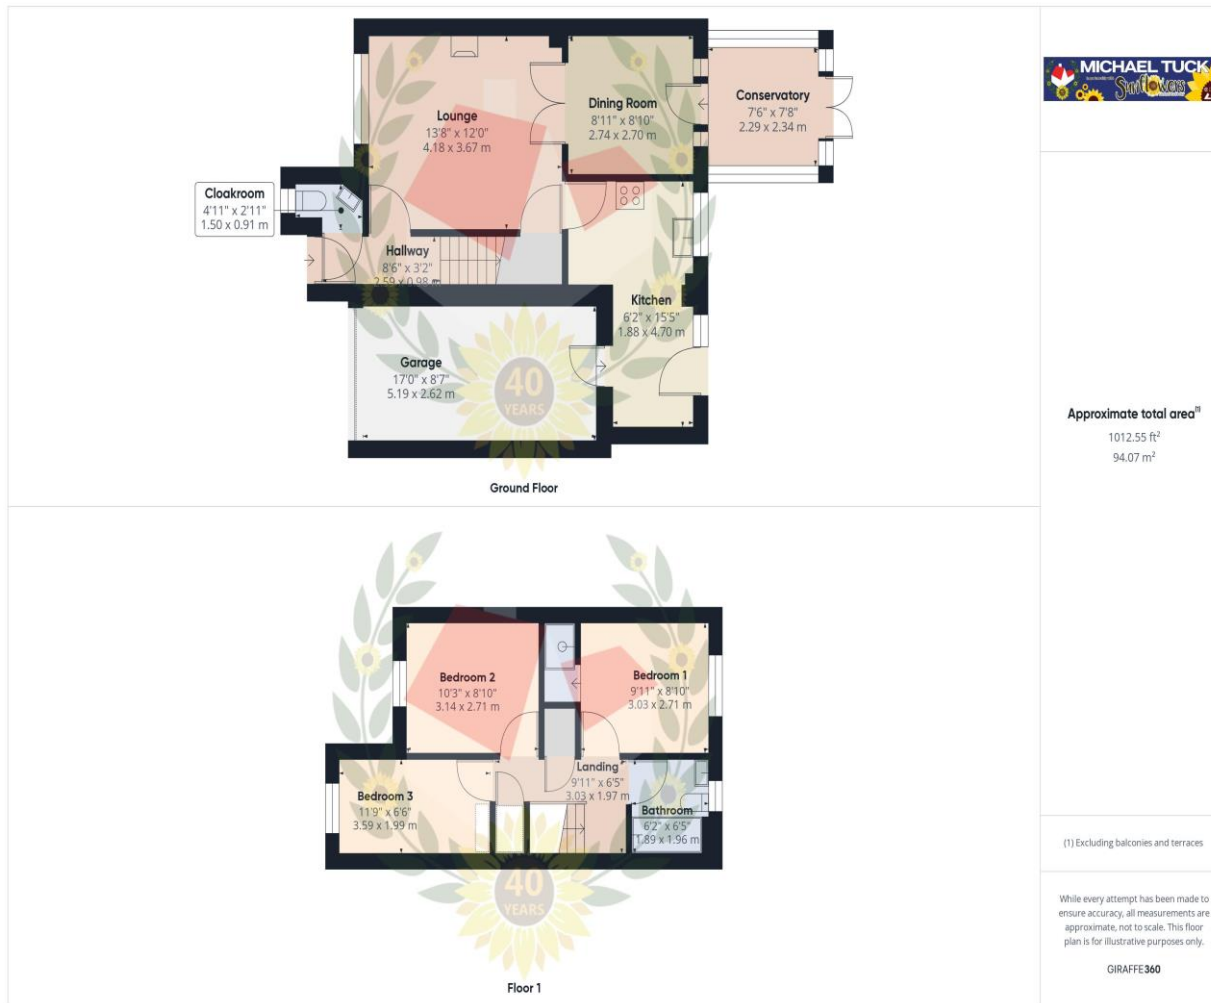 MICHAEL TUCK
Sunflowers
Lounge
13'8" x 12'0"
4.18 x 3.67 m
Dining Room
8'11" x 8'10"
2.74 x 2.70 m
Conservatory
7'6" x 7'8"
2.29 x 2.34 m
Cloakroom
4'11" x 2'11"
1.50 x 0.91 m
Hallway
8'6" x 3'2"
2.59 x 0.98 m
Kitchen
6'2" x 15'5"
1.88 x 4.70 m
Garage
17'0" x 8'7"
5.19 x 2.62 m
40
YEARS
Ground Floor
Approximate total area(1)
1012.55 ft²
94.07 m²
Bedroom 2
10'3" x 8'10"
3.14 x 2.71 m
Bedroom 1
9'11" x 8'10"
3.03 x 2.71 m
Landing
9'11" x 6'5"
3.03 x 1.97 m
Bedroom 3
11'9" x 6'6"
3.59 x 1.99 m
Bathroom
6'2" x 6'5"
1.89 x 1.96 m
40
YEARS
Floor 1
(1) Excluding balconies and terraces
While every attempt has been made to
ensure accuracy, all measurements are
approximate, not to scale. This floor
plan is for illustrative purposes only.
GIRAFFE360